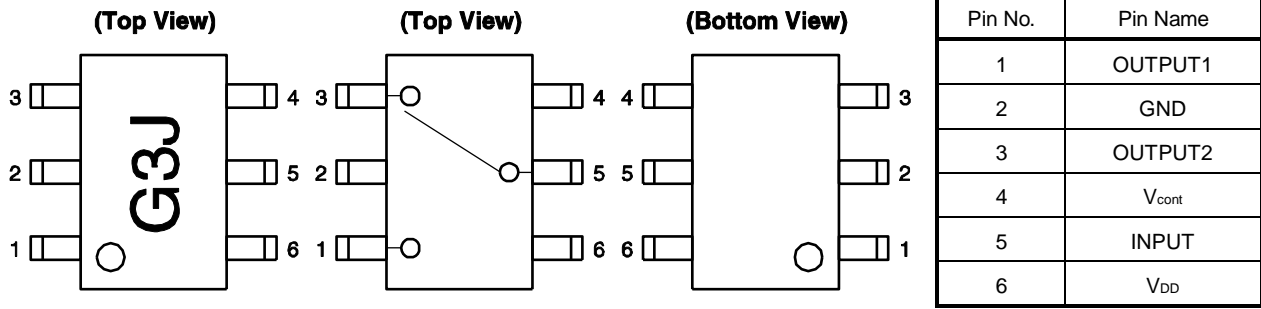 (Top View)
3 4
2 5
1 6
G3J
(Top View)
3 4
2 5
1 6
(Bottom View)
4 3
5 2
6 1
Pin No. Pin Name
1 OUTPUT1
2 GND
3 OUTPUT2
4 Vcont
5 INPUT
6 VDD